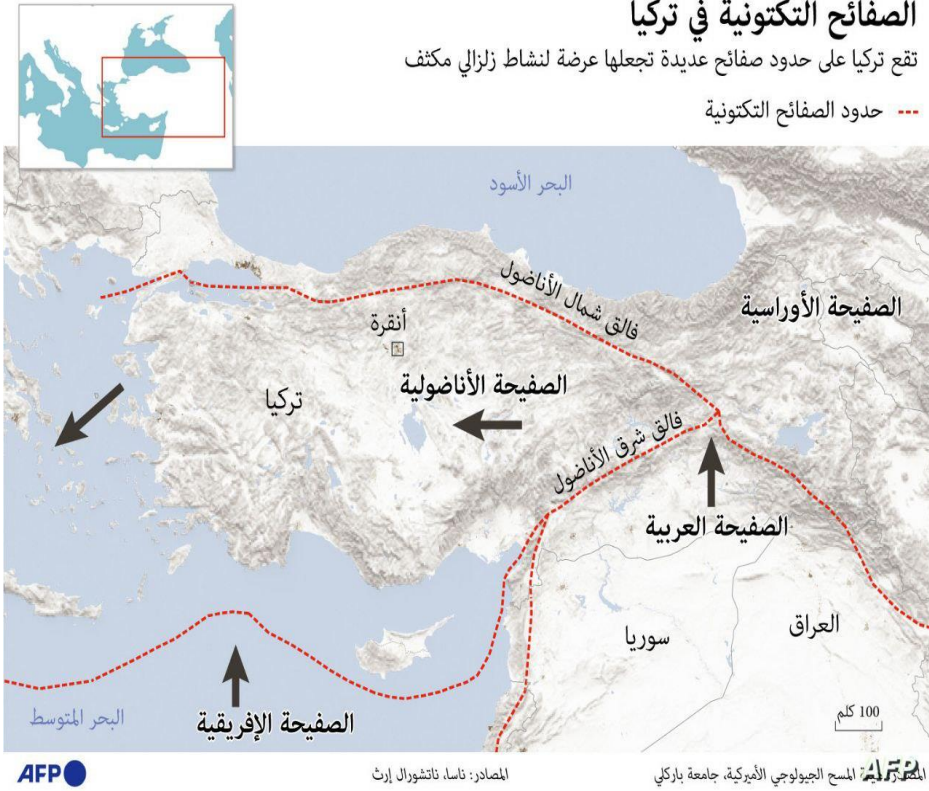 الصفائح التكتونية في تركيا
تقع تركيا على حدود صفائح عديدة تجعلها عرضة لنشاط زلزالي مكثف
حدود الصفائح التكتونية
البحر الأسود
فالق شمال الأناضول
الصفيحة الأوراسية
أنقرة
الصفيحة الأناضولية
تركيا
فالق شرق الأناضول
الصفيحة العربية
العراق
سوريا
الصفيحة الإفريقية
البحر المتوسط
100 كلم
المسح الجيولوجي الأميركية، جامعة باركلي
المصادر: ناسا، ناتشورال إرث
AFP
AFP